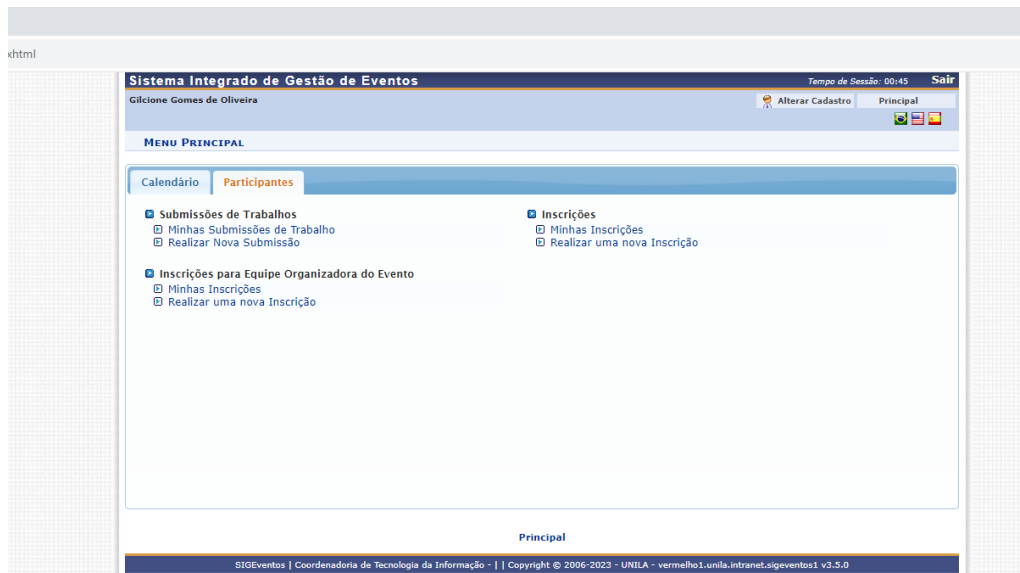 xhtml
Sistema Integrado de Gestão de Eventos
Tempo de Sessão: 00:45 Sair
Gilcione Gomes de Oliveira
Alterar Cadastro Principal
MENU PRINCIPAL
Calendário Participantes
Submissões de Trabalhos
Minhas Submissões de Trabalho
Realizar Nova Submissão
Inscrições
Minhas Inscrições
Realizar uma nova Inscrição
Inscrições para Equipe Organizadora do Evento
Minhas Inscrições
Realizar uma nova Inscrição
Principal
SIGEventos | Coordenadoria de Tecnologia da Informação - | | Copyright © 2006-2023 - UNILA - vermelho1.unila.intranet.sigeventos1 v3.5.0